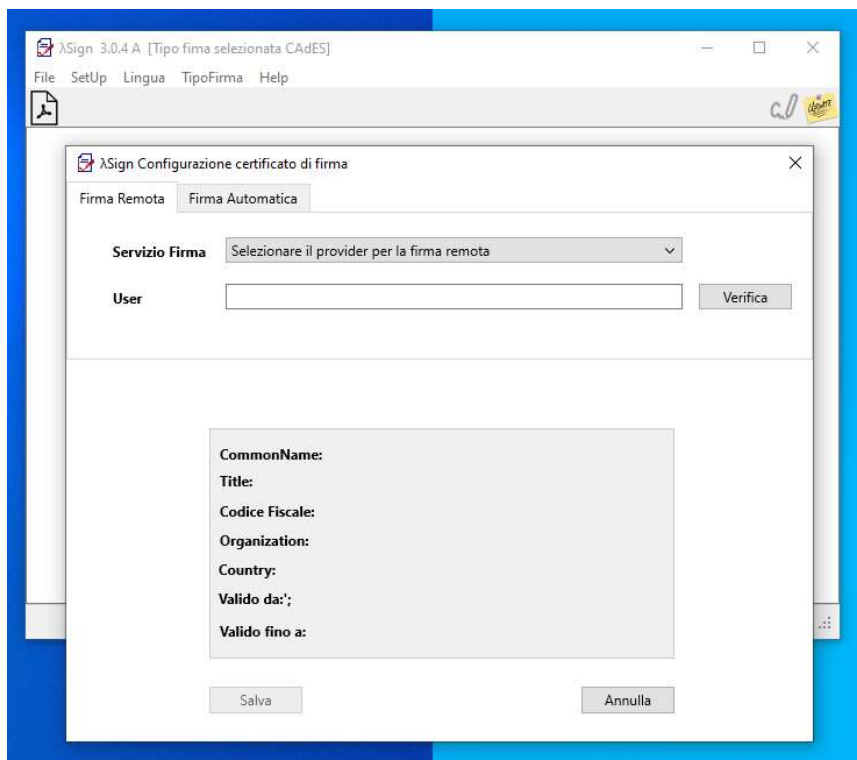 λSign 3.0.4 A [Tipo fima selezionata CAdES]
File SetUp Lingua TipoFirma Help
λSign Configurazione certificato di firma
Firma Remota Firma Automatica
Servizio Firma Selezionare il provider per la firma remota
User Verifica
CommonName:
Title:
Codice Fiscale:
Organization:
Country:
Valido da:';
Valido fino a:
Salva Annulla